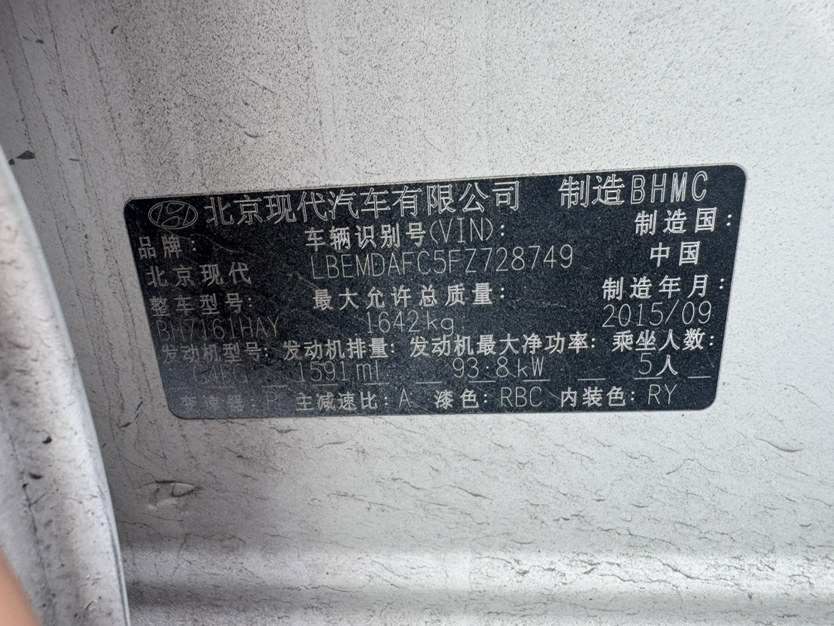 北京现代汽车有限公司 制造BHMC
品牌: 车辆识别号(VIN): 制造国:
北京现代 LBEMDAFC5FZ728749 中国
整车型号: 最大允许总质量: 制造年月:
BH7161HAY 1642kg 2015/09
发动机型号: 发动机排量: 发动机最大净功率: 乘坐人数:
G4FG 1591ml 93.8kW 5人
变速器: P 主减速比: A 漆色: RBC 内装色: RY